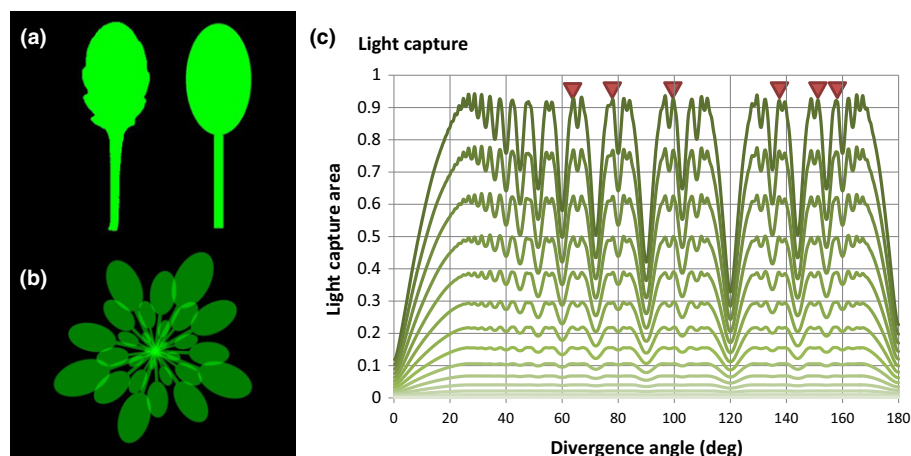 (a)
(b)
(c)
Light capture
Light capture area
1
0.9
0.8
0.7
0.6
0.5
0.4
0.3
0.2
0.1
0
0 20 40 60 80 100 120 140 160 180
Divergence angle (deg)